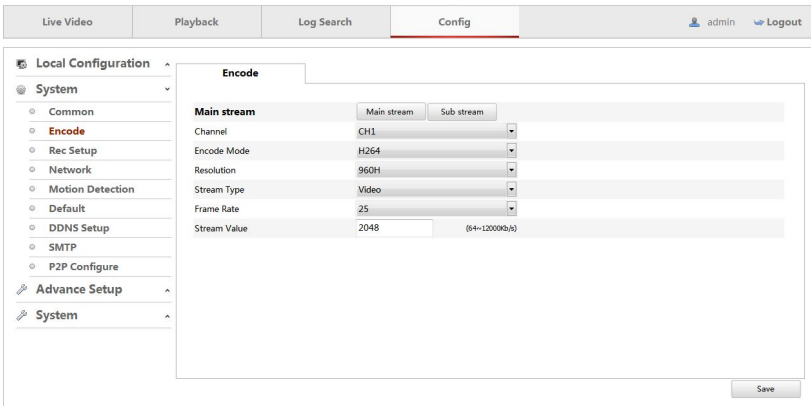 Live Video Playback Log Search Config admin Logout
Local Configuration
System
Common
Encode
Rec Setup
Network
Motion Detection
Default
DDNS Setup
SMTP
P2P Configure
Advance Setup
System
Encode
Main stream Main stream Sub stream
Channel CH1
Encode Mode H264
Resolution 960H
Stream Type Video
Frame Rate 25
Stream Value 2048 (64~12000Kb/s)
Save